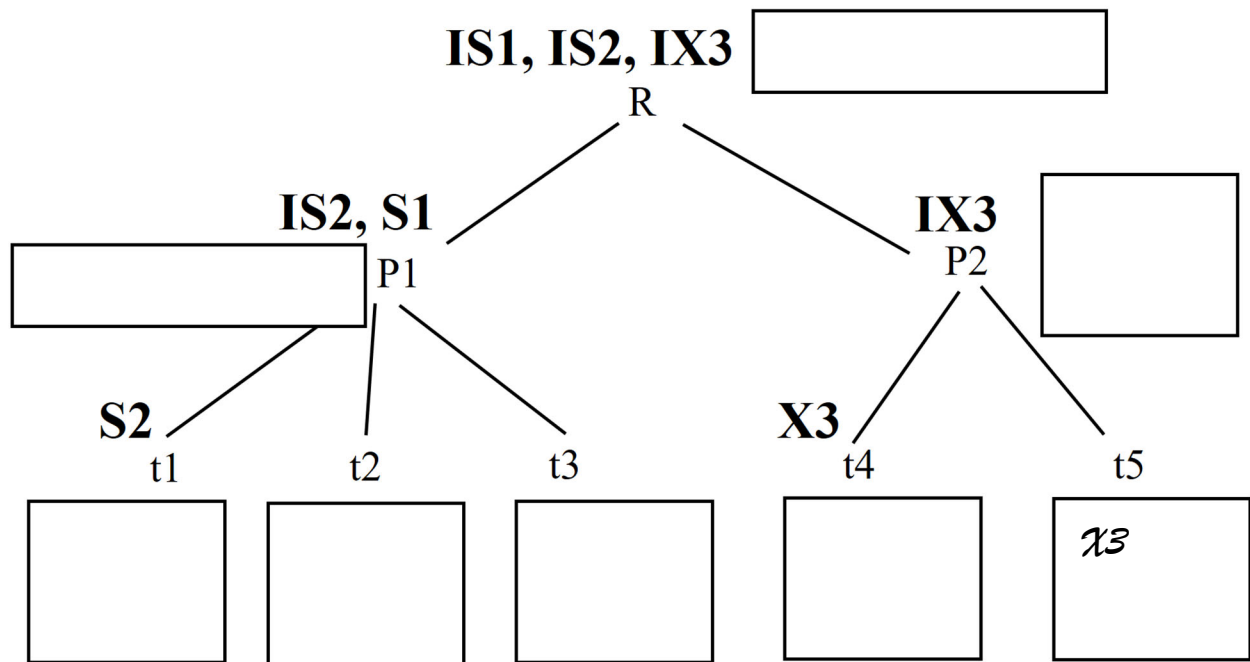 IS1, IS2, IX3
R
IS2, S1
IX3
P1
P2
S2
X3
t1 t2 t3 t4 t5
X3